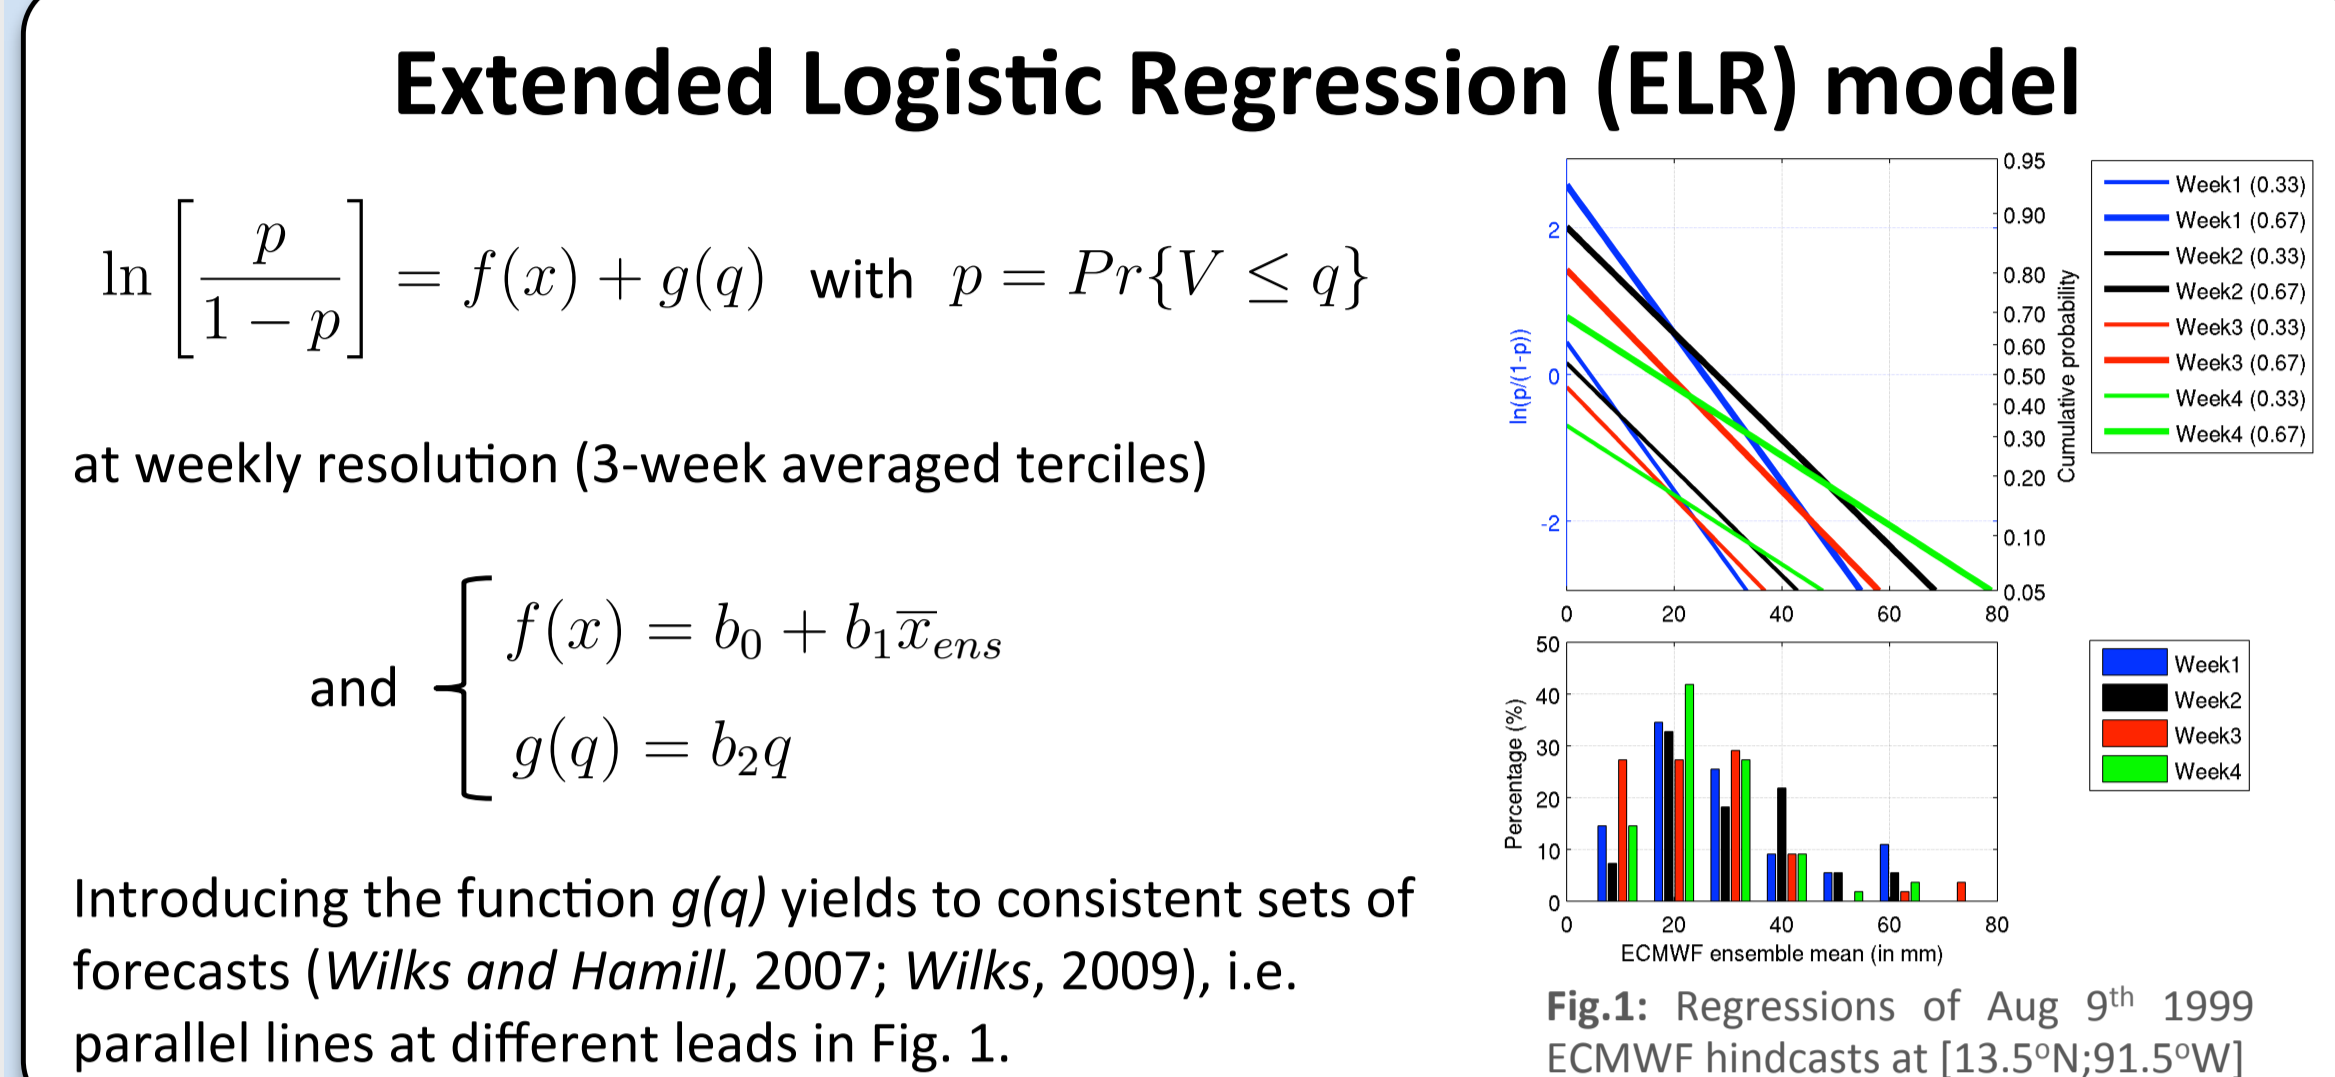 Extended Logistic Regression (ELR) model
ln [ p / (1 − p) ] = f(x) + g(q) with p = Pr{V ≤ q}
at weekly resolution (3-week averaged terciles)
and
f(x) = b₀ + b₁x̅ₑₙₛ
g(q) = b₂q
Introducing the function g(q) yields to consistent sets of
forecasts (Wilks and Hamill, 2007; Wilks, 2009), i.e.
parallel lines at different leads in Fig. 1.
ln(p/(1-p))
2
0
-2
0 20 40 60 80
0.95
0.90
0.80
0.70
0.60
0.50
0.40
0.30
0.20
0.10
0.05
Cumulative probability
Week1 (0.33)
Week1 (0.67)
Week2 (0.33)
Week2 (0.67)
Week3 (0.33)
Week3 (0.67)
Week4 (0.33)
Week4 (0.67)
Percentage (%)
50
40
30
20
10
0
0 20 40 60 80
ECMWF ensemble mean (in mm)
Week1
Week2
Week3
Week4
Fig.1: Regressions of Aug 9th 1999
ECMWF hindcasts at [13.5°N;91.5°W]